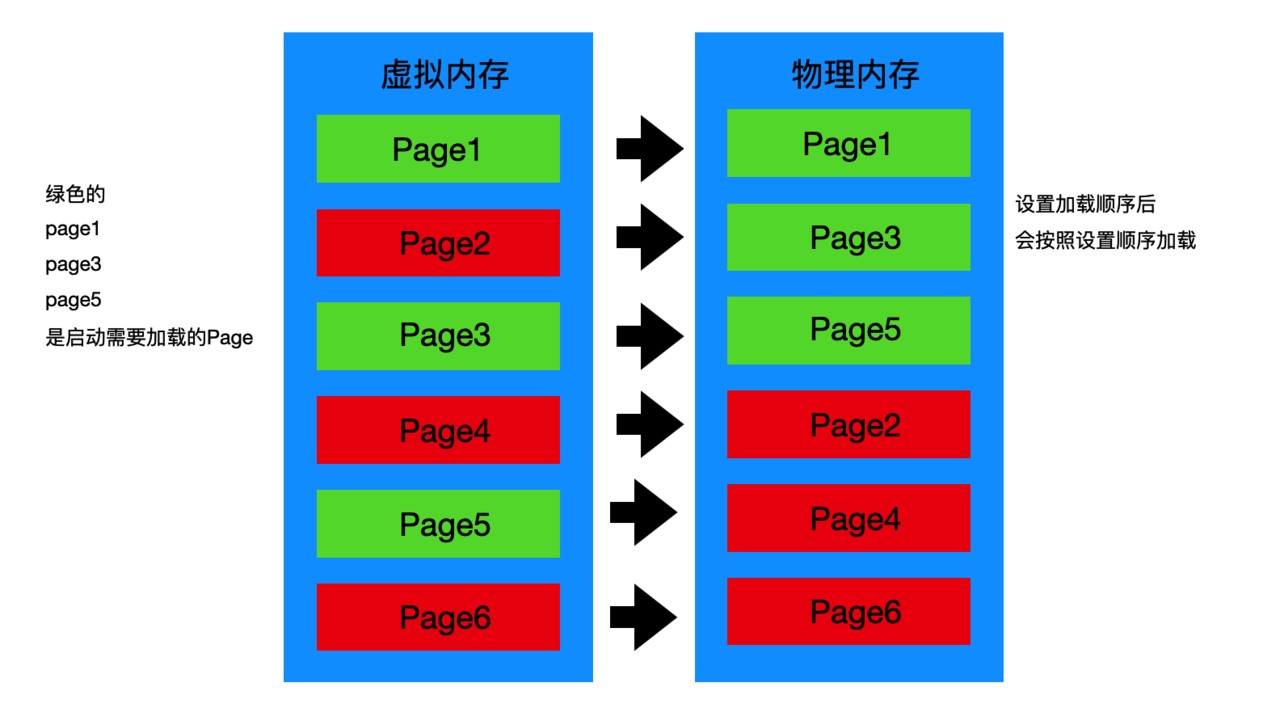 绿色的
page1
page3
page5
是启动需要加载的Page
虚拟内存
Page1
Page2
Page3
Page4
Page5
Page6
物理内存
Page1
Page3
Page5
Page2
Page4
Page6
设置加载顺序后
会按照设置顺序加载